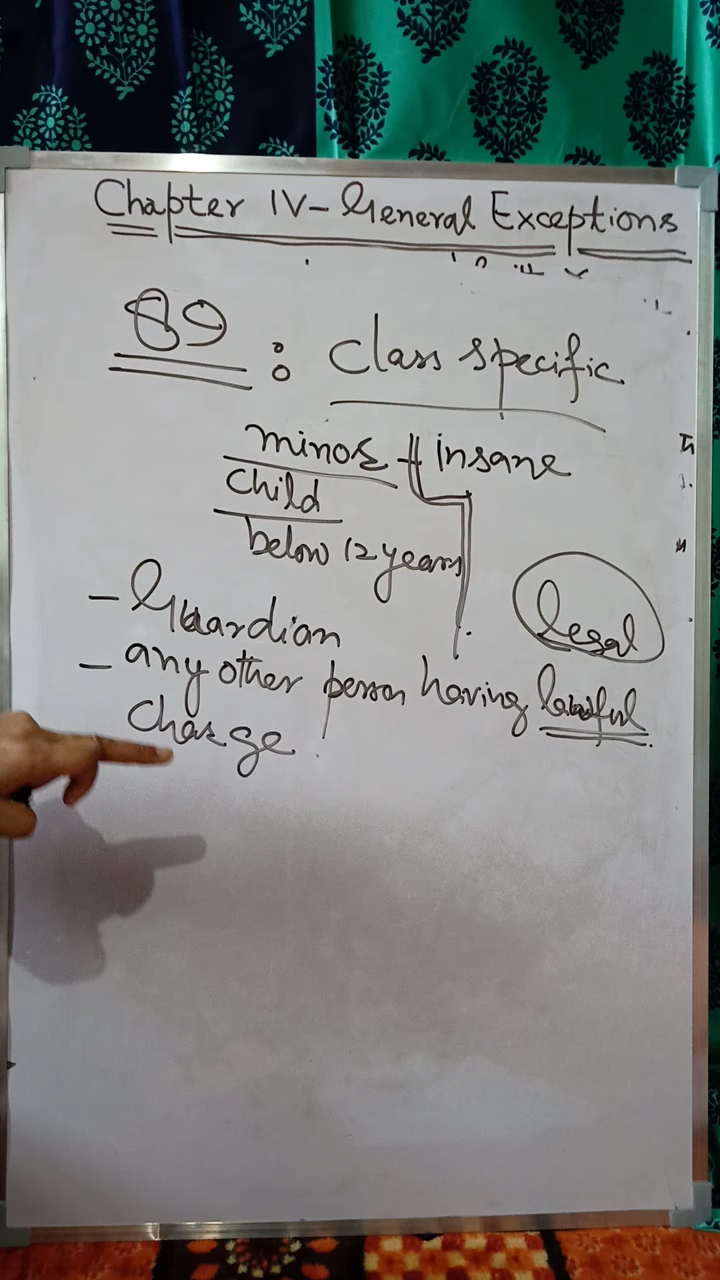 Chapter IV - General Exceptions
89 : Class specific
minor + insane
child
below 12 years
- Guardian
legal
- any other person having lawful
charge